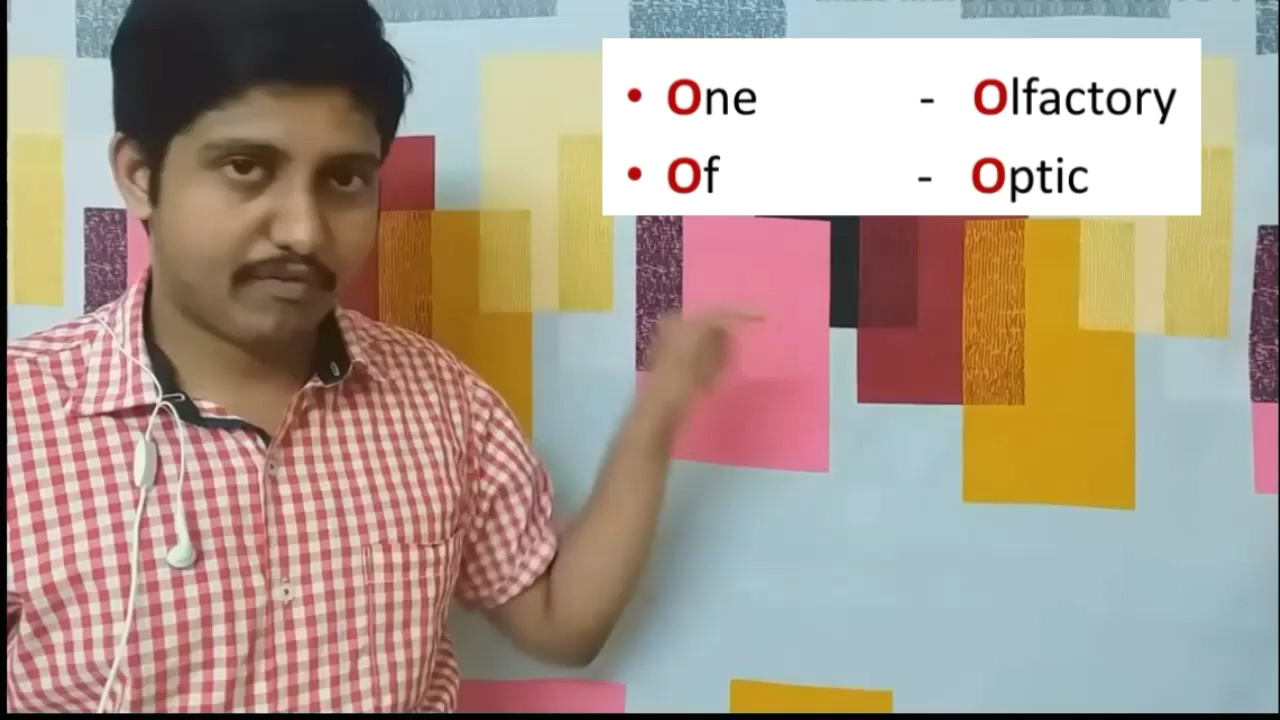 • One - Olfactory
• Of - Optic